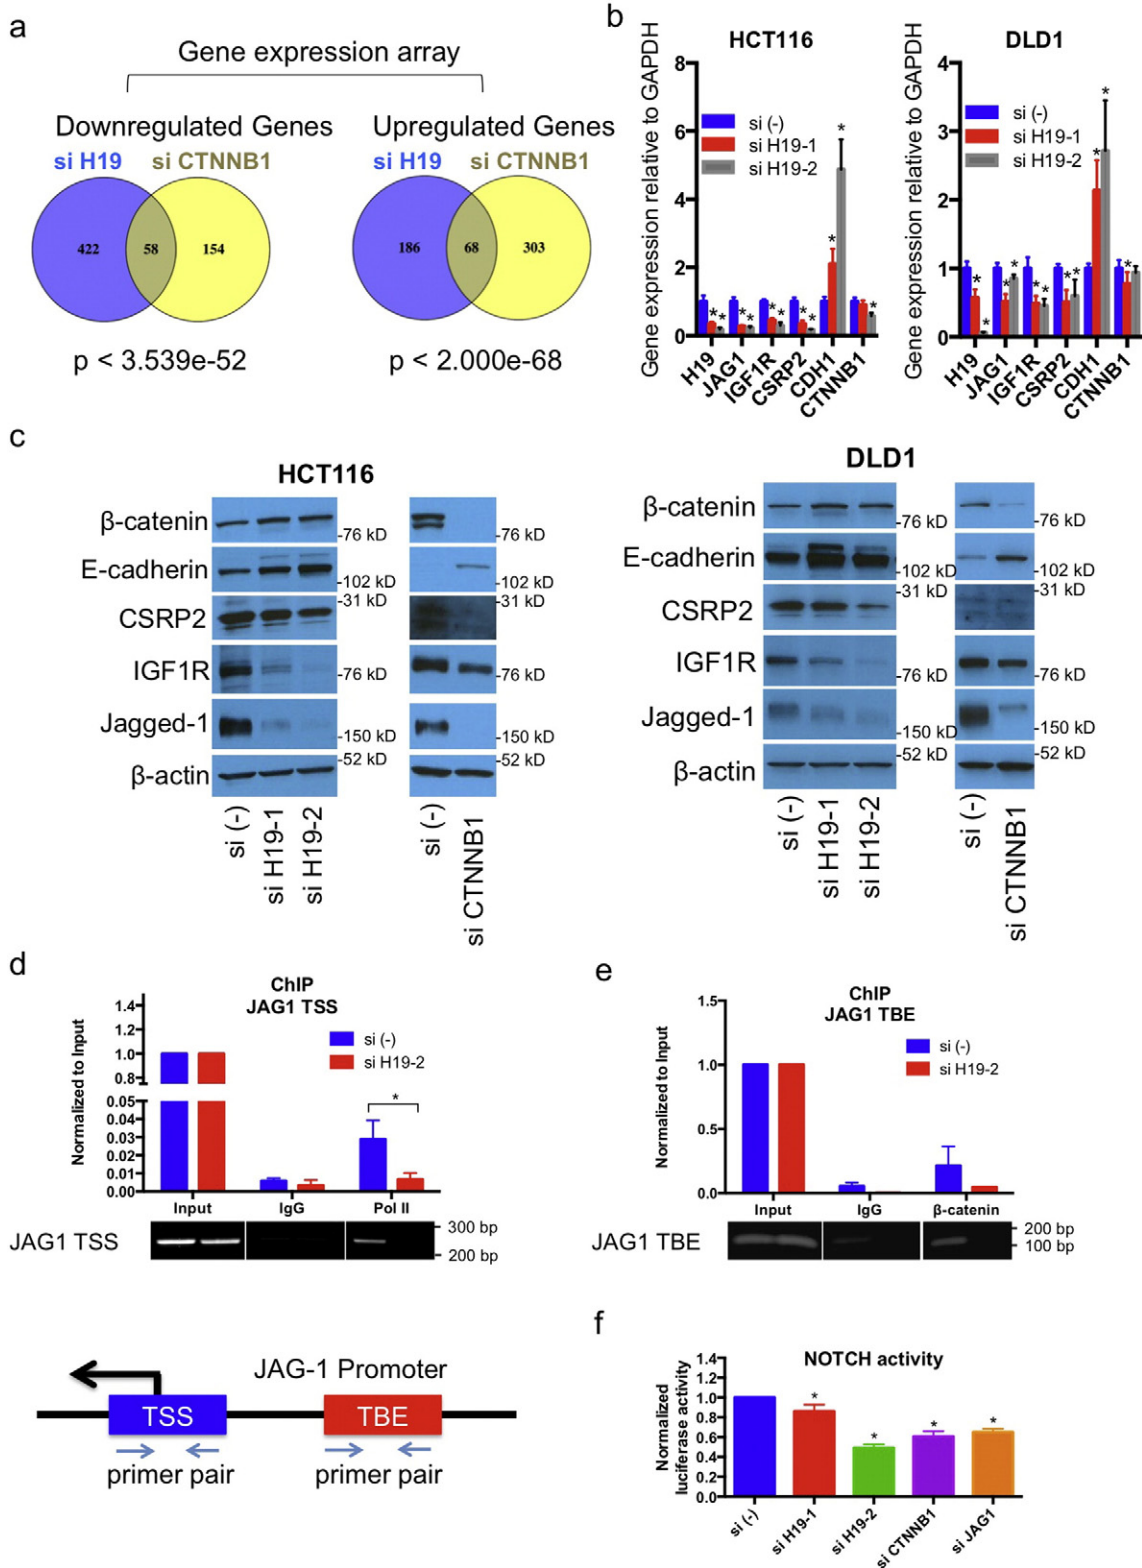 a
Gene expression array
Downregulated Genes
Upregulated Genes
si H19
si CTNNB1
si H19
si CTNNB1
422
58
154
186
68
303
p < 3.539e-52
p < 2.000e-68
b
HCT116
Gene expression relative to GAPDH
8
6
4
2
0
si (-)
si H19-1
si H19-2
* * * * * * * * * * *
H19
JAG1
IGF1R
CSRP2
CDH1
CTNNB1
DLD1
Gene expression relative to GAPDH
4
3
2
1
0
si (-)
si H19-1
si H19-2
* * * * * * * * * * *
H19
JAG1
IGF1R
CSRP2
CDH1
CTNNB1
c
HCT116
β-catenin
-76 kD
-76 kD
E-cadherin
-102 kD
-102 kD
CSRP2
-31 kD
-31 kD
IGF1R
-76 kD
-76 kD
Jagged-1
-150 kD
-150 kD
β-actin
-52 kD
-52 kD
si (-)
si H19-1
si H19-2
si (-)
si CTNNB1
DLD1
β-catenin
-76 kD
-76 kD
E-cadherin
-102 kD
-102 kD
CSRP2
-31 kD
-31 kD
IGF1R
-76 kD
-76 kD
Jagged-1
-150 kD
-150 kD
β-actin
-52 kD
-52 kD
si (-)
si H19-1
si H19-2
si (-)
si CTNNB1
d
ChIP
JAG1 TSS
Normalized to Input
1.4
1.2
1.0
0.8
0.05
0.04
0.03
0.02
0.01
0.00
si (-)
si H19-2
*
Input
IgG
Pol II
JAG1 TSS
300 bp
200 bp
JAG-1 Promoter
TSS
TBE
primer pair
primer pair
e
ChIP
JAG1 TBE
Normalized to Input
1.5
1.0
0.5
0.0
si (-)
si H19-2
Input
IgG
β-catenin
JAG1 TBE
200 bp
100 bp
f
NOTCH activity
Normalized
luciferase activity
1.4
1.2
1.0
0.8
0.6
0.4
0.2
0.0
* * * *
si (-)
si H19-1
si H19-2
si CTNNB1
si JAG1